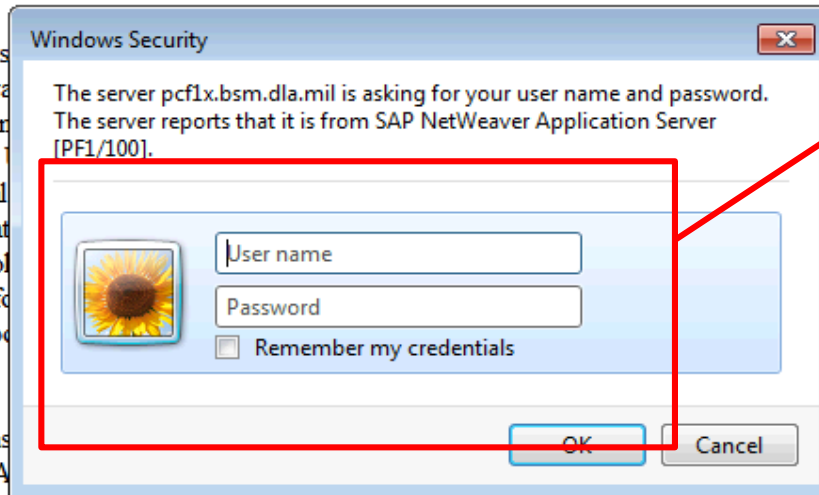 Windows Security
The server pcf1x.bsm.dla.mil is asking for your user name and password.
The server reports that it is from SAP NetWeaver Application Server
[PF1/100].
User name
Password
Remember my credentials
OK Cancel